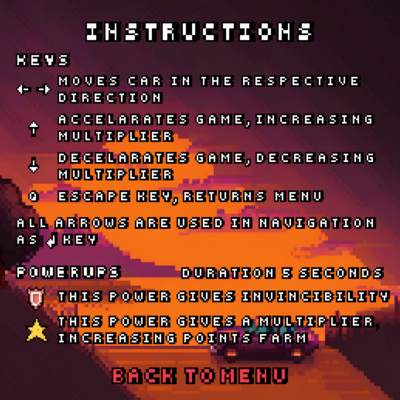 INSTRUCTIONS
KEYS
← → MOVES CAR IN THE RESPECTIVE
DIRECTION
↑ ACCELARATES GAME, INCREASING
MULTIPLIER
↓ DECELARATES GAME, DECREASING
MULTIPLIER
Q ESCAPE KEY, RETURNS MENU
ALL ARROWS ARE USED IN NAVIGATION
AS ↲ KEY
POWERUPS DURATION 5 SECONDS
THIS POWER GIVES INVINCIBILITY
THIS POWER GIVES A MULTIPLIER,
INCREASING POINTS FARM
BACK TO MENU